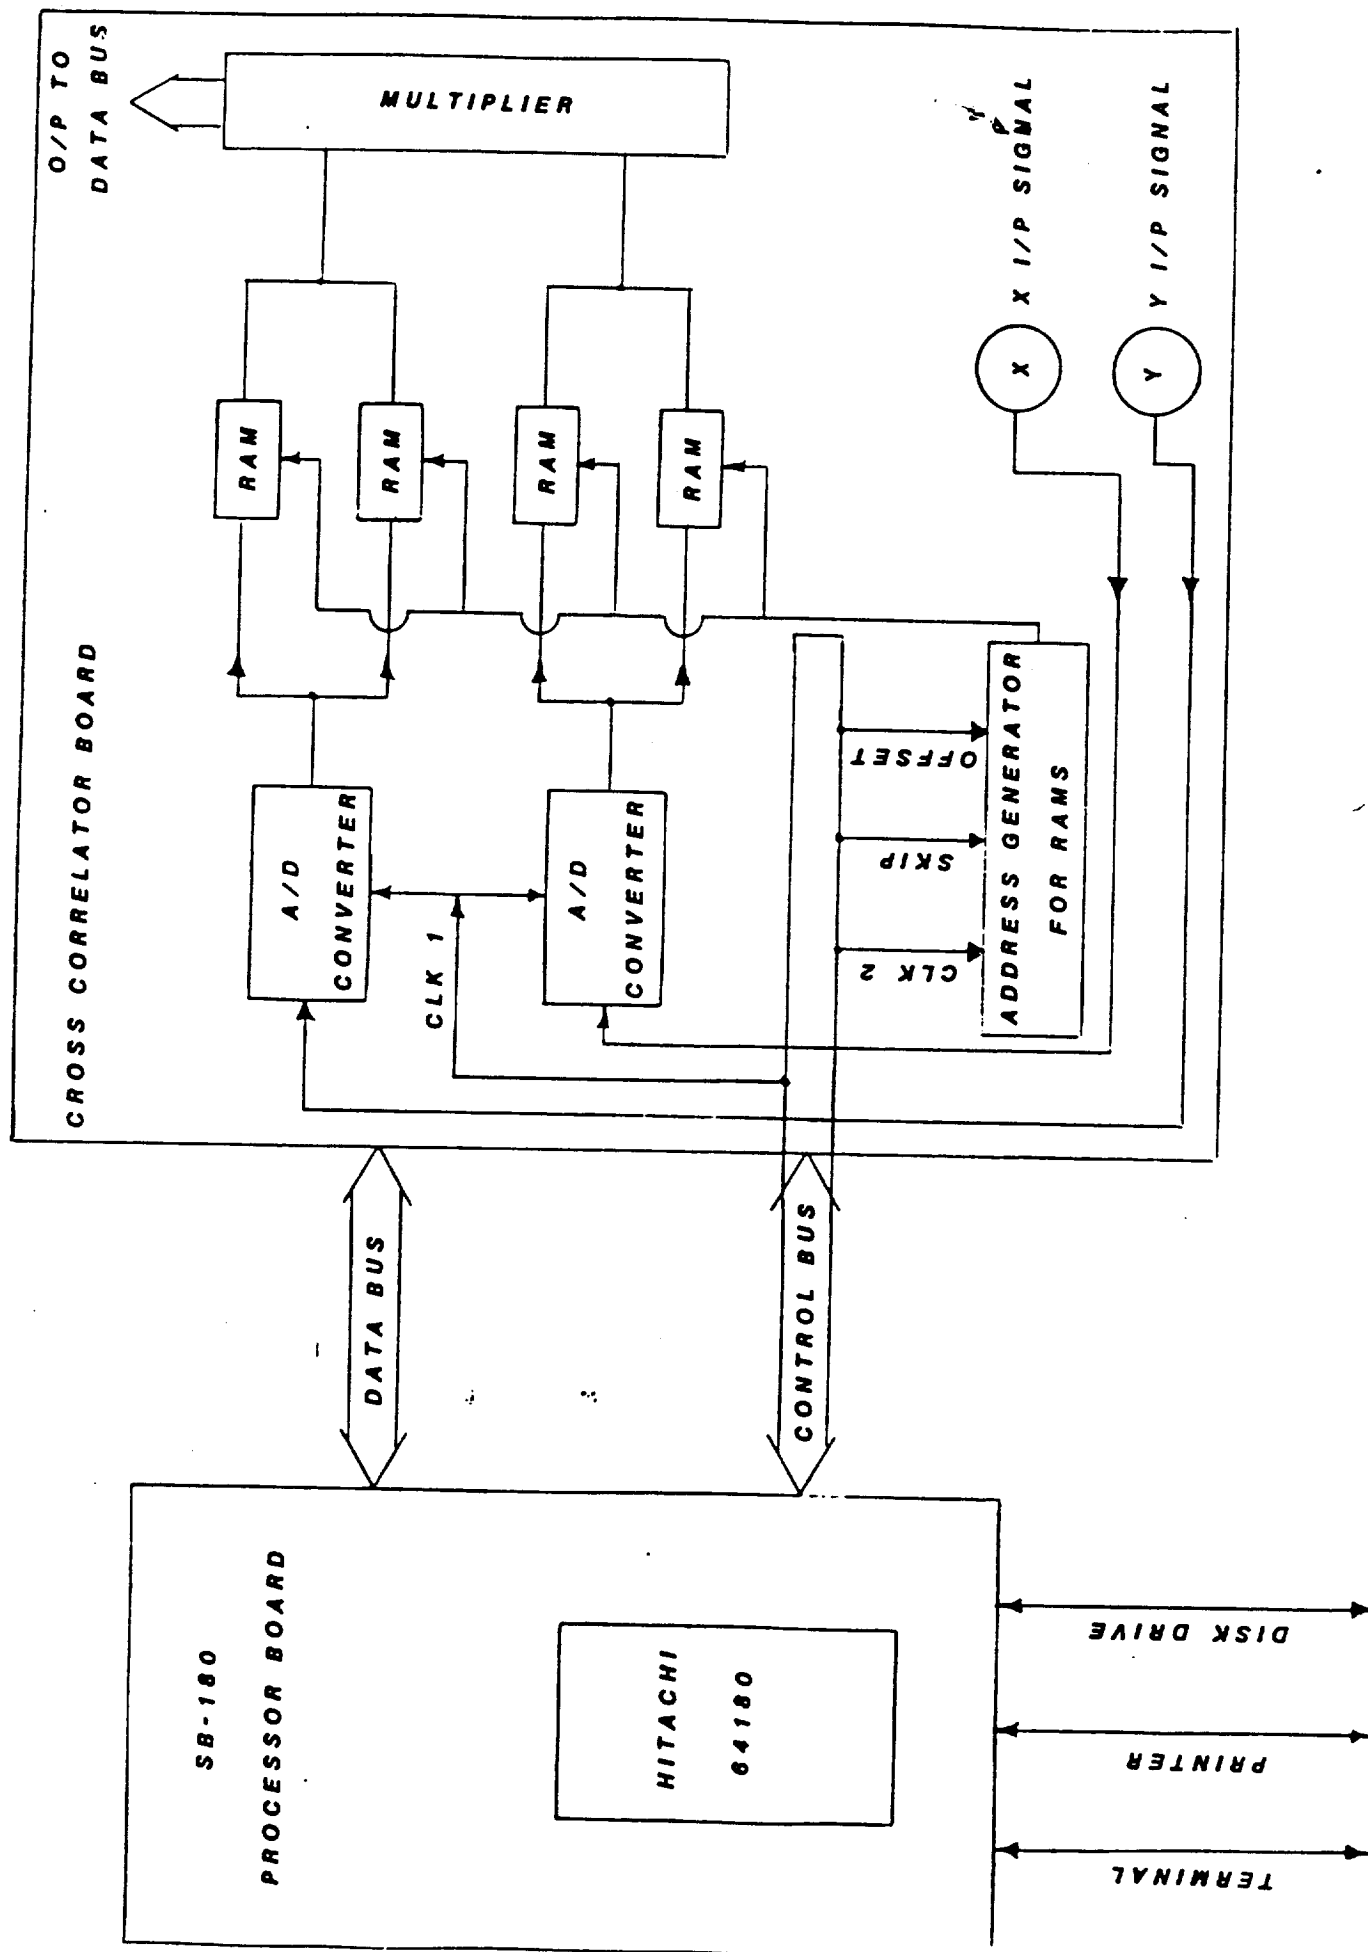 CROSS CORRELATOR BOARD
O/P TO
DATA BUS
MULTIPLIER
RAM
RAM
RAM
RAM
A/D
CONVERTER
A/D
CONVERTER
CLK 1
OFFSET
SKIP
CLK 2
ADDRESS GENERATOR
FOR RAMS
X
X I/P SIGNAL
Y
Y I/P SIGNAL
DATA BUS
CONTROL BUS
SB-180
PROCESSOR BOARD
HITACHI
64180
TERMINAL
PRINTER
DISK DRIVE